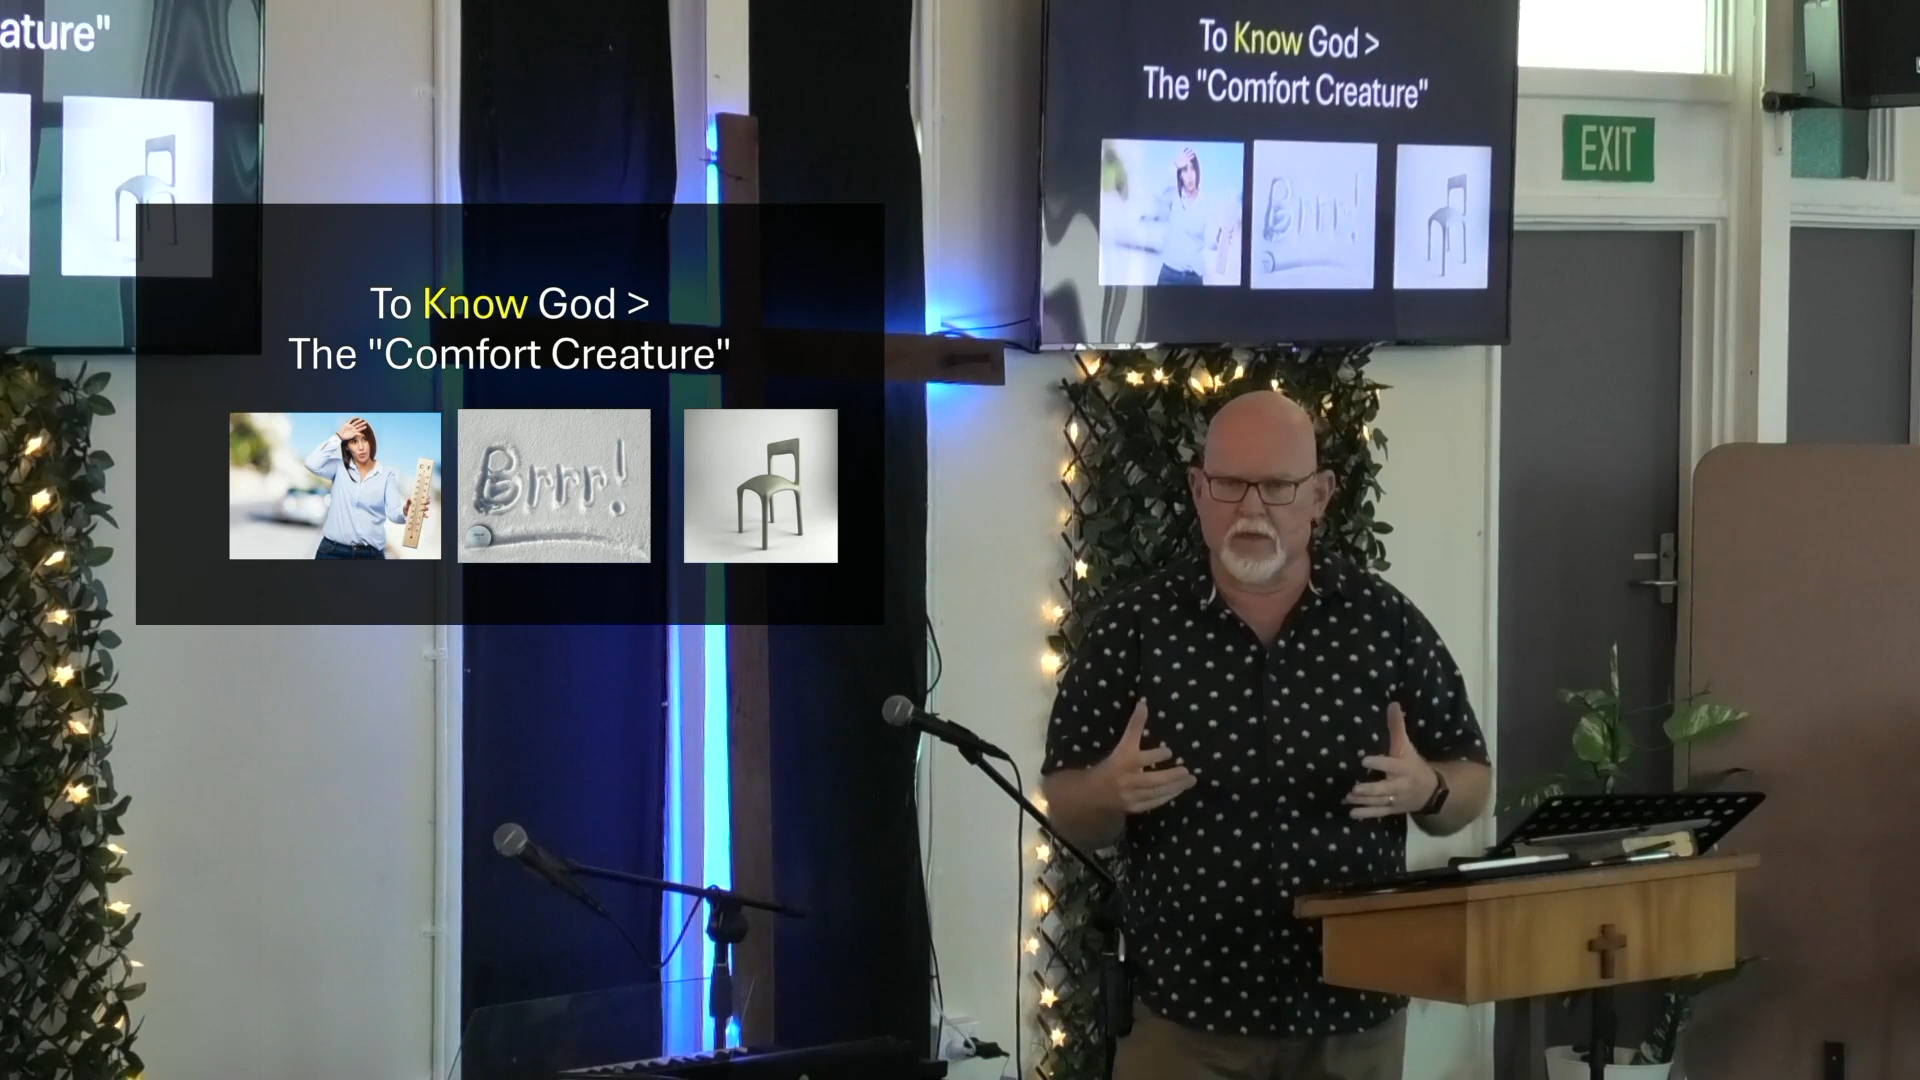 ature"
To Know God >
The "Comfort Creature"
Brrr!
To Know God >
The "Comfort Creature"
Brrr!
EXIT